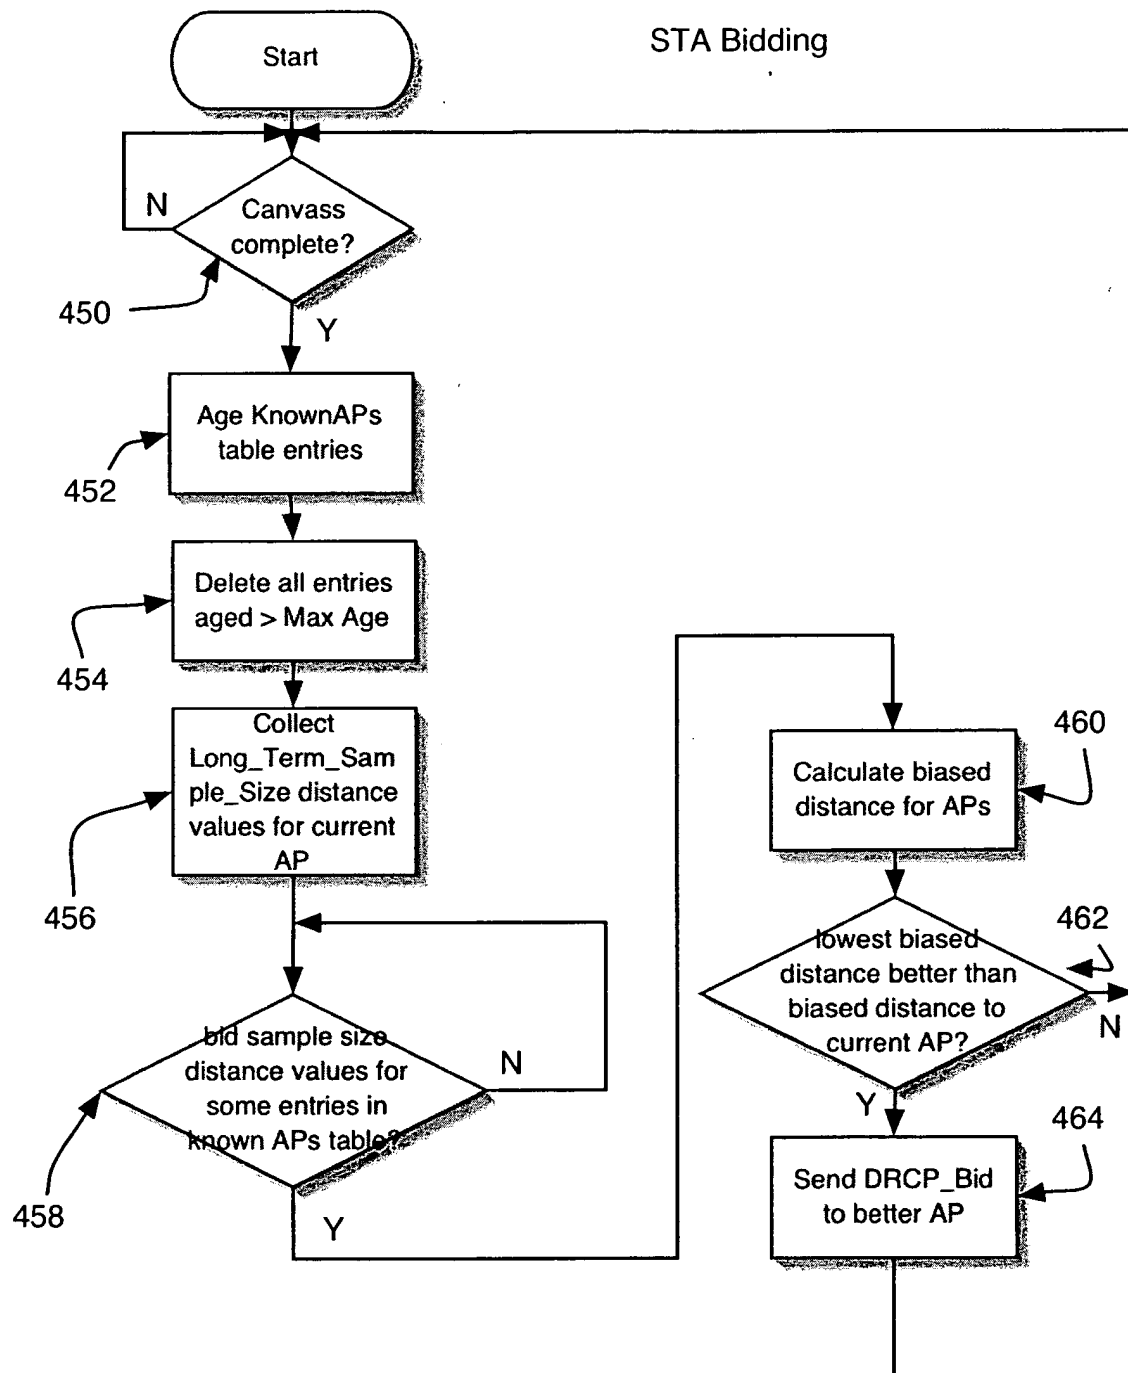 STA Bidding
Start
N
Canvass
complete?
450
Y
Age KnownAPs
table entries
452
Delete all entries
aged > Max Age
454
Collect
Long_Term_Sam
ple_Size distance
values for current
AP
456
bid sample size
distance values for
some entries in
known APs table?
N
458
Y
460
Calculate biased
distance for APs
462
lowest biased
distance better than
biased distance to
current AP?
N
Y
464
Send DRCP_Bid
to better AP